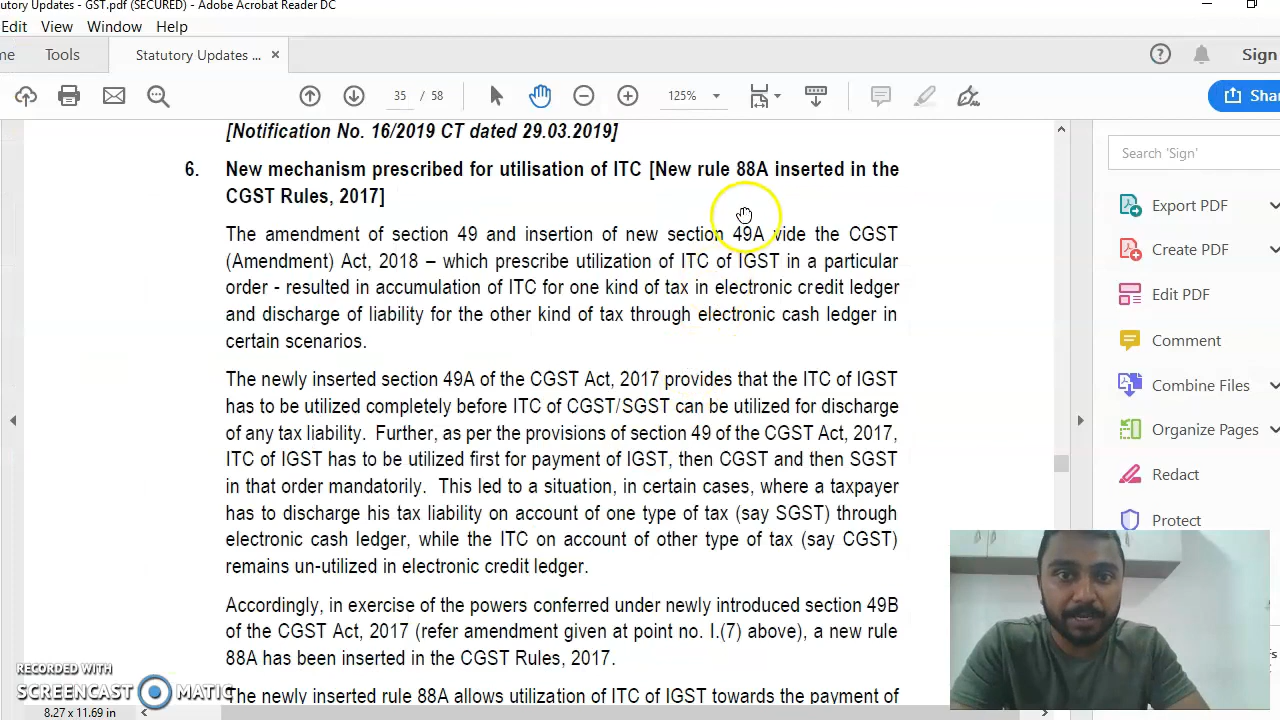 utory Updates - GST.pdf (SECURED) - Adobe Acrobat Reader DC
Edit View Window Help
me Tools Statutory Updates ... × Sign
35 / 58 125% Shar
[Notification No. 16/2019 CT dated 29.03.2019]
6. New mechanism prescribed for utilisation of ITC [New rule 88A inserted in the
CGST Rules, 2017]
The amendment of section 49 and insertion of new section 49A vide the CGST
(Amendment) Act, 2018 – which prescribe utilization of ITC of IGST in a particular
order - resulted in accumulation of ITC for one kind of tax in electronic credit ledger
and discharge of liability for the other kind of tax through electronic cash ledger in
certain scenarios.
The newly inserted section 49A of the CGST Act, 2017 provides that the ITC of IGST
has to be utilized completely before ITC of CGST/SGST can be utilized for discharge
of any tax liability. Further, as per the provisions of section 49 of the CGST Act, 2017,
ITC of IGST has to be utilized first for payment of IGST, then CGST and then SGST
in that order mandatorily. This led to a situation, in certain cases, where a taxpayer
has to discharge his tax liability on account of one type of tax (say SGST) through
electronic cash ledger, while the ITC on account of other type of tax (say CGST)
remains un-utilized in electronic credit ledger.
Accordingly, in exercise of the powers conferred under newly introduced section 49B
of the CGST Act, 2017 (refer amendment given at point no. I.(7) above), a new rule
88A has been inserted in the CGST Rules, 2017.
The newly inserted rule 88A allows utilization of ITC of IGST towards the payment of
Search 'Sign'
Export PDF
Create PDF
Edit PDF
Comment
Combine Files
Organize Pages
Redact
Protect
RECORDED WITH
SCREENCAST MATIC
8.27 x 11.69 in